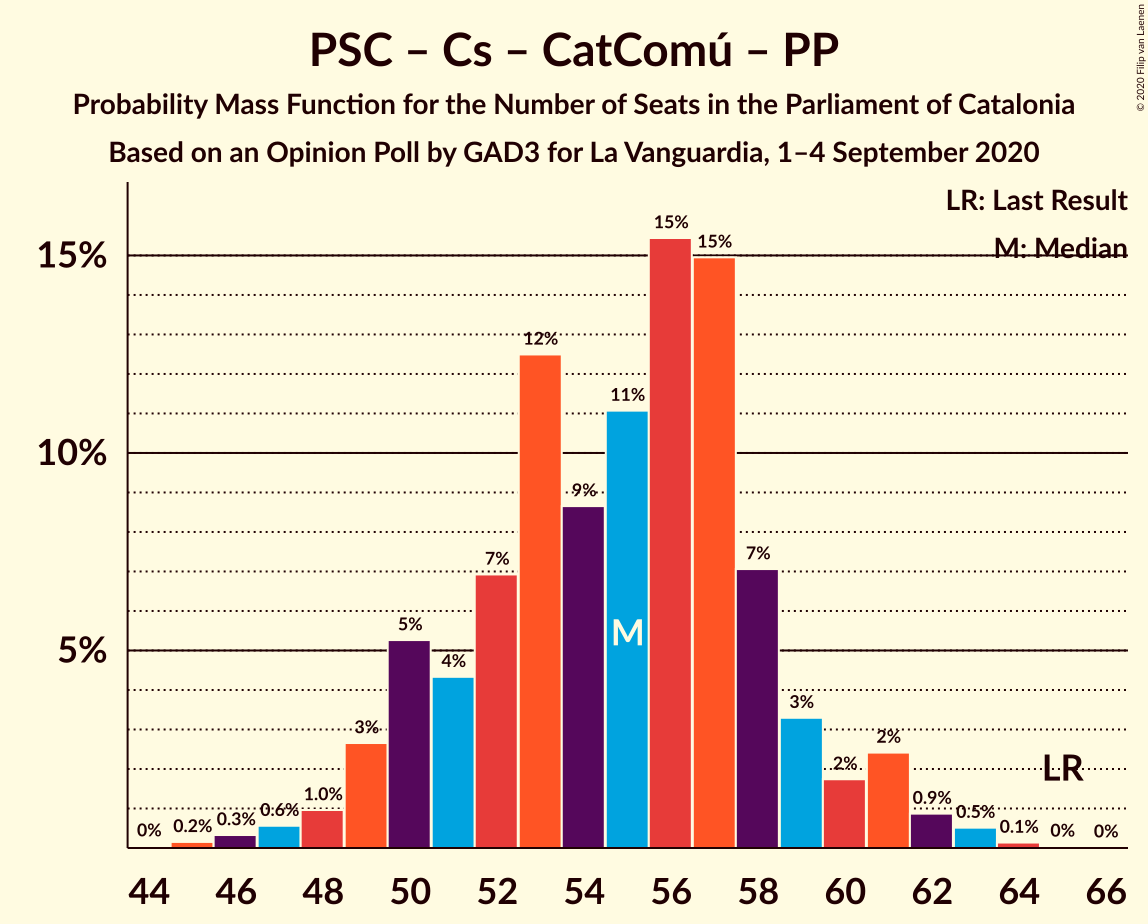 PSC – Cs – CatComú – PP
Probability Mass Function for the Number of Seats in the Parliament of Catalonia
Based on an Opinion Poll by GAD3 for La Vanguardia, 1–4 September 2020
© 2020 Filip van Laenen
LR: Last Result
M: Median
15%
10%
5%
0% 0.2% 0.3% 0.6% 1.0% 3% 5% 4% 7% 12% 9% 11% 15% 15% 7% 3% 2% 2% 0.9% 0.5% 0.1% 0% 0%
M
LR
44 46 48 50 52 54 56 58 60 62 64 66